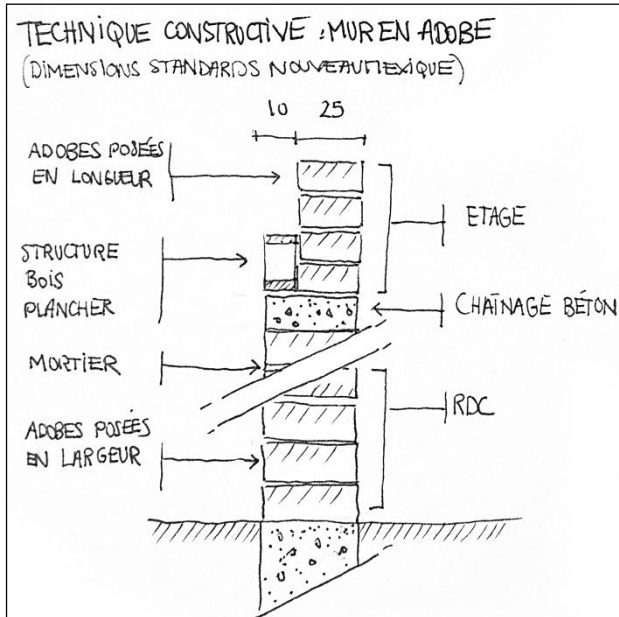 TECHNIQUE CONSTRUCTIVE : MUR EN ADOBE
(DIMENSIONS STANDARDS NOUVEAU MEXIQUE)
10 25
ADOBES POSÉES
EN LONGUEUR
ETAGE
STRUCTURE
BOIS
PLANCHER
CHAÎNAGE BÉTON
MORTIER
RDC
ADOBES POSÉES
EN LARGEUR